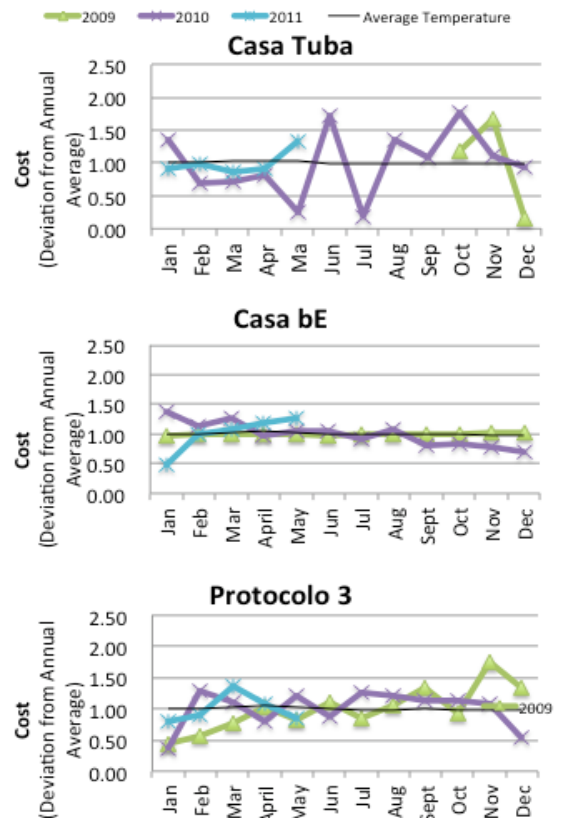 2009 2010 2011 Average Temperature
Casa Tuba
Cost
(Deviation from Annual
Average)
2.50
2.00
1.50
1.00
0.50
0.00
Jan Feb Ma Apr Ma Jun Jul Aug Sep Oct Nov Dec
Casa bE
Cost
(Deviation from Annual
Average)
2.50
2.00
1.50
1.00
0.50
0.00
Jan Feb Mar April May Jun Jul Aug Sept Oct Nov Dec
Protocolo 3
Cost
(Deviation from Annual
Average)
2.50
2.00
1.50
1.00
0.50
0.00
2009
Jan Feb Mar April May Jun Jul Aug Sept Oct Nov Dec